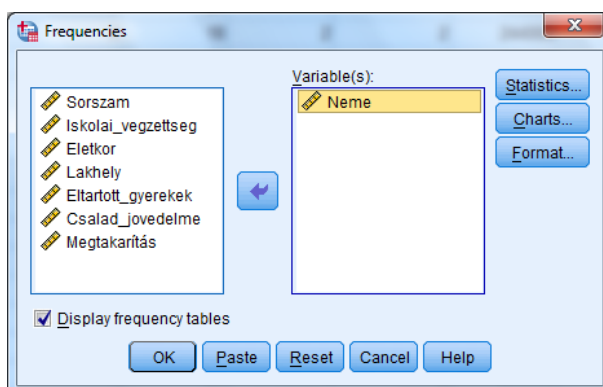 Frequencies
Variable(s):
Sorszam
Iskolai_vegzettseg
Eletkor
Lakhely
Eltartott_gyerekek
Csalad_jovedelme
Megtakarítás
Neme
Statistics...
Charts...
Format...
Display frequency tables
OK Paste Reset Cancel Help